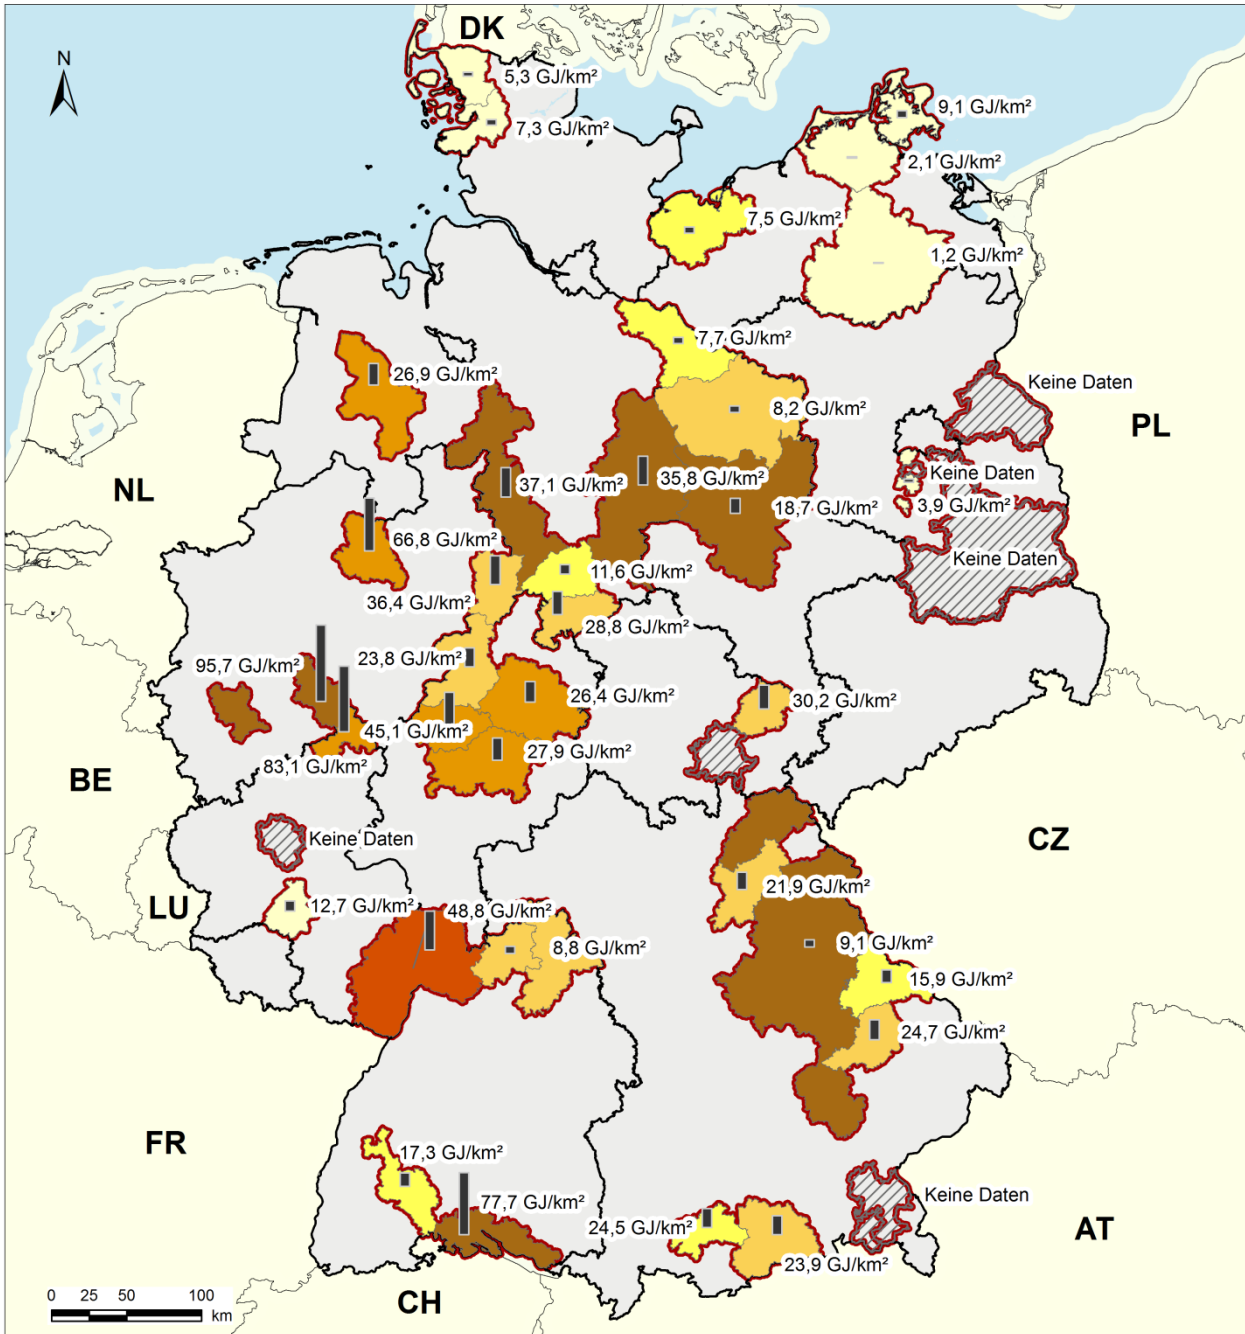 DK
N
5,3 GJ/km²
9,1 GJ/km²
7,3 GJ/km²
2,1 GJ/km²
7,5 GJ/km²
1,2 GJ/km²
7,7 GJ/km²
26,9 GJ/km²
Keine Daten
8,2 GJ/km²
PL
NL
37,1 GJ/km²
35,8 GJ/km²
Keine Daten
18,7 GJ/km²
3,9 GJ/km²
66,8 GJ/km²
Keine Daten
11,6 GJ/km²
36,4 GJ/km²
28,8 GJ/km²
95,7 GJ/km²
23,8 GJ/km²
26,4 GJ/km²
30,2 GJ/km²
45,1 GJ/km²
27,9 GJ/km²
83,1 GJ/km²
BE
Keine Daten
CZ
21,9 GJ/km²
LU
12,7 GJ/km²
48,8 GJ/km²
8,8 GJ/km²
9,1 GJ/km²
15,9 GJ/km²
24,7 GJ/km²
FR
17,3 GJ/km²
77,7 GJ/km²
Keine Daten
24,5 GJ/km²
AT
23,9 GJ/km²
0 25 50 100
km
CH